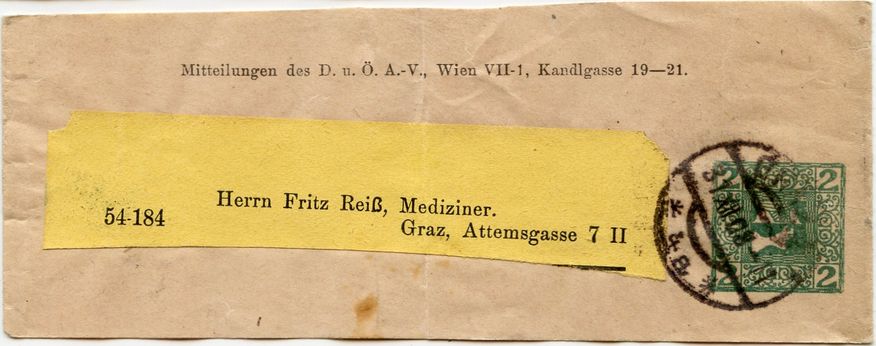 Mitteilungen des D. u. Ö. A.-V., Wien VII-1, Kandlgasse 19—21.
54-184
Herrn Fritz Reiß, Mediziner.
Graz, Attemsgasse 7 II
2 2
2 2